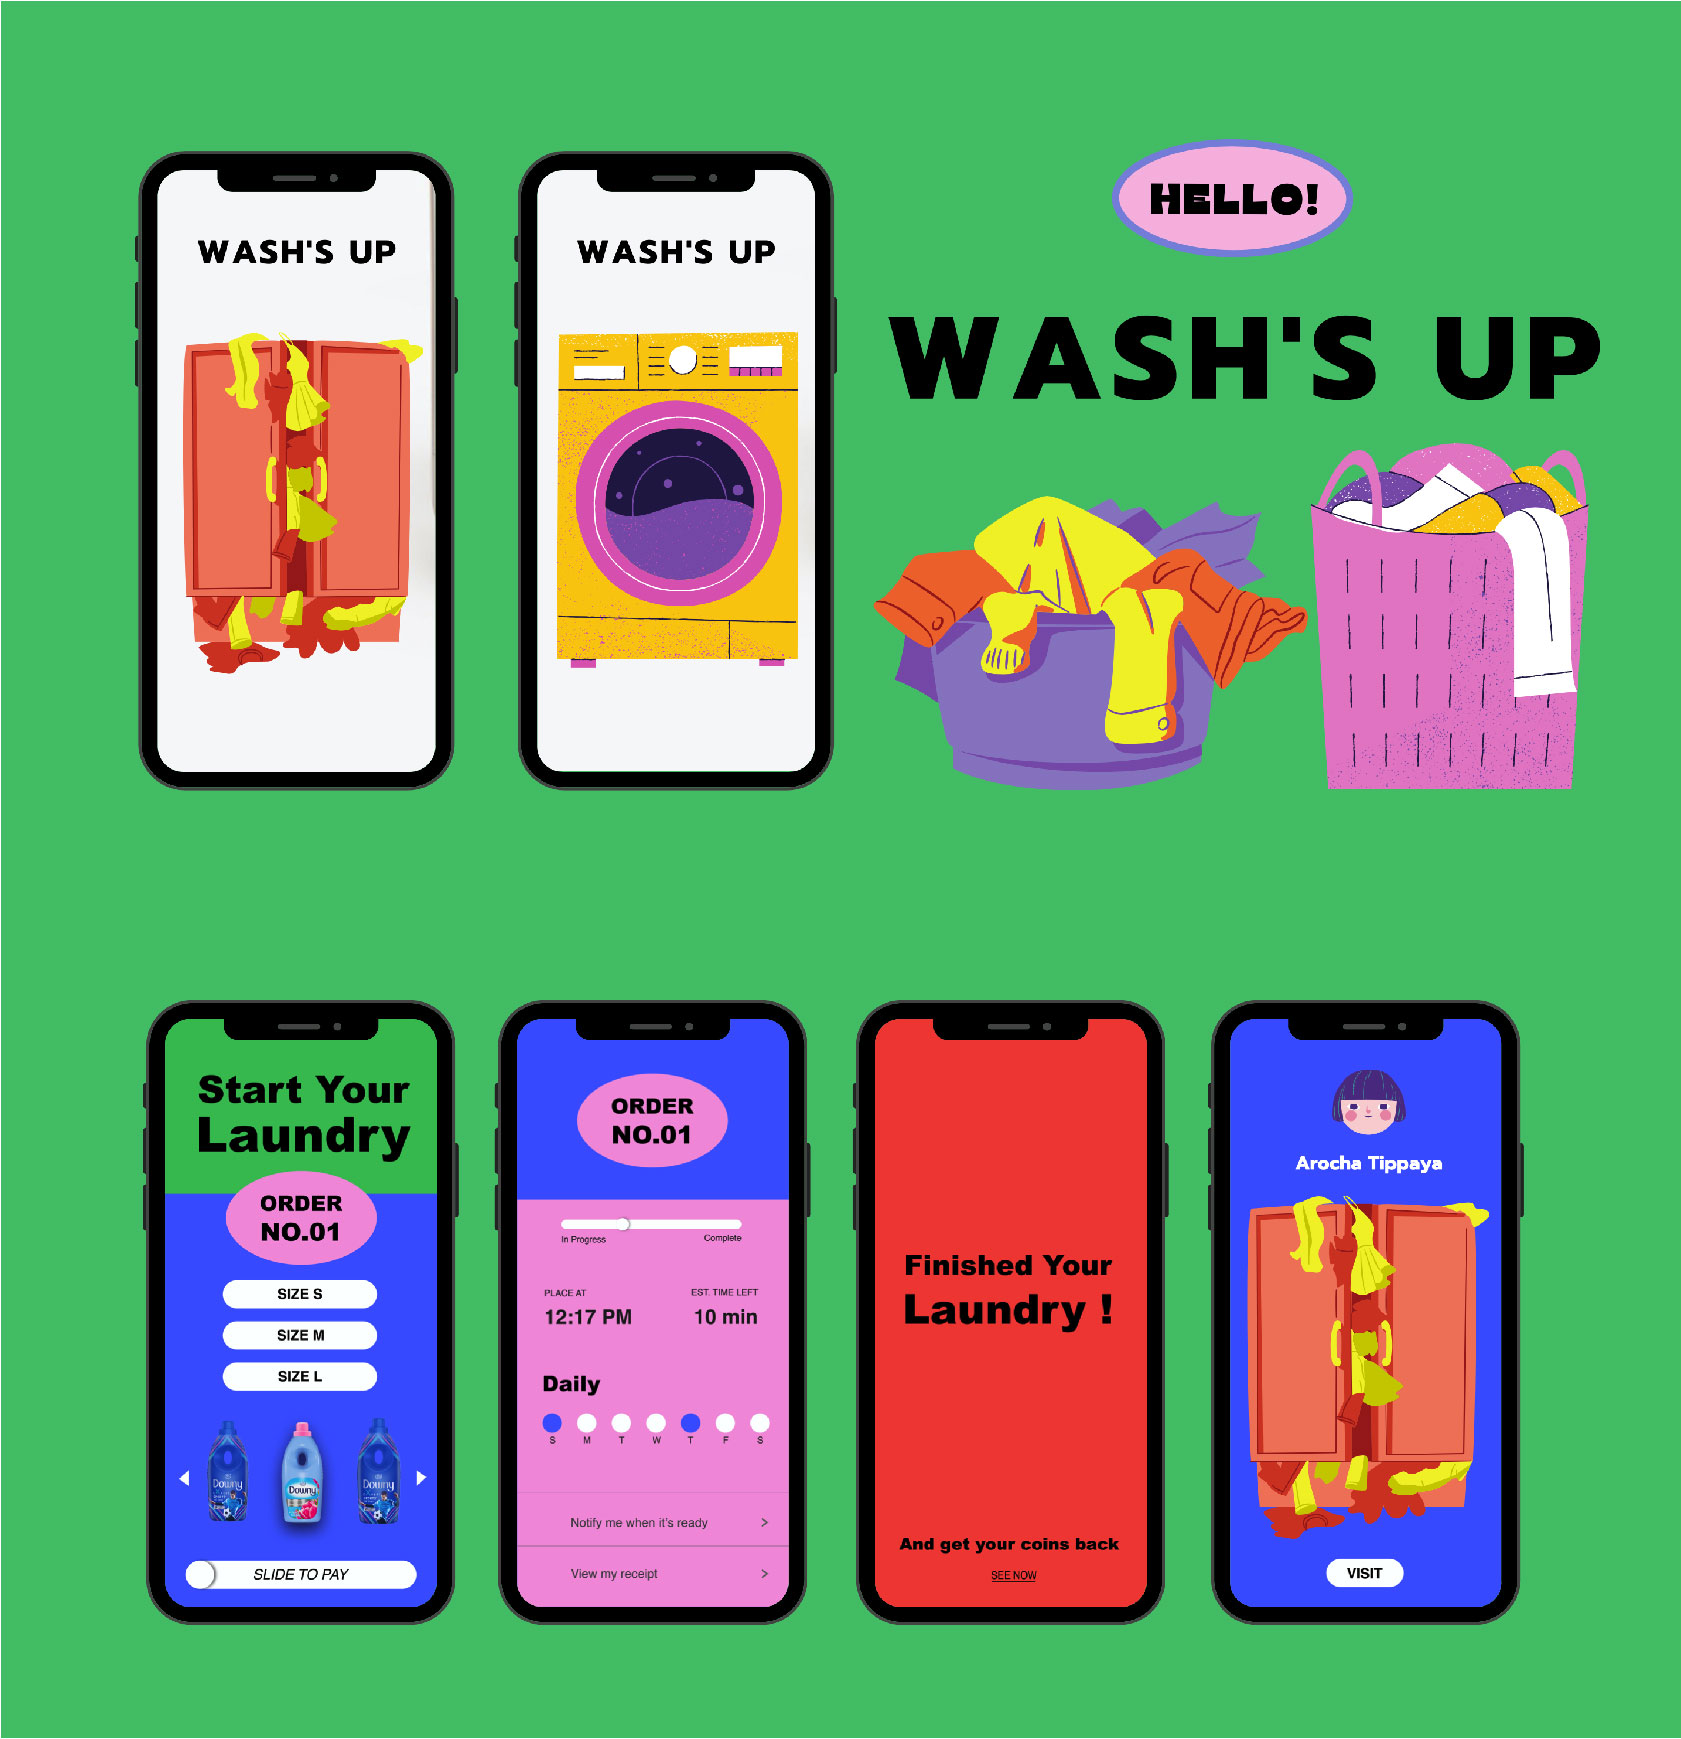 WASH'S UP
WASH'S UP
HELLO!
WASH'S UP
Start Your
Laundry
ORDER
NO.01
SIZE S
SIZE M
SIZE L
Downy
Downy
Downy
SLIDE TO PAY
ORDER
NO.01
In Progress
Complete
PLACE AT
EST. TIME LEFT
12:17 PM
10 min
Daily
S M T W T F S
Notify me when it's ready
View my receipt
Finished Your
Laundry !
And get your coins back
SEE NOW
Arocha Tippaya
VISIT